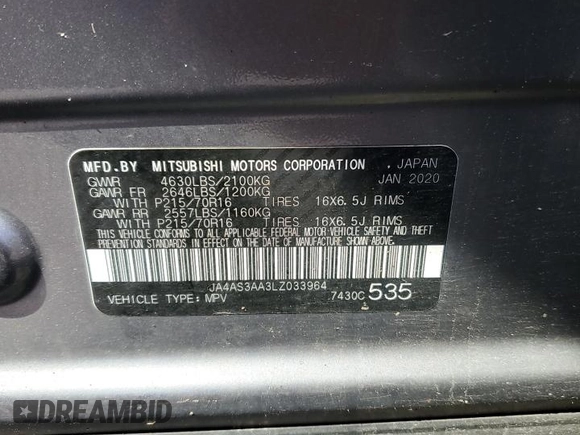 MFD.BY MITSUBISHI MOTORS CORPORATION . JAPAN
GVWR 4630LBS/2100KG JAN 2020
GAWR FR 2646LBS/1200KG
WITH P215/70R16 TIRES 16X6.5J RIMS
GAWR RR 2557LBS/1160KG
WITH P215/70R16 TIRES 16X6.5J RIMS
THIS VEHICLE CONFORMS TO ALL APPLICABLE FEDERAL MOTOR VEHICLE SAFETY AND THEFT
PREVENTION STANDARDS IN EFFECT ON THE DATE OF MANUFACTURE SHOWN ABOVE.
JA4AS3AA3LZ033964
VEHICLE TYPE: MPV 7430C 535
DREAMBID